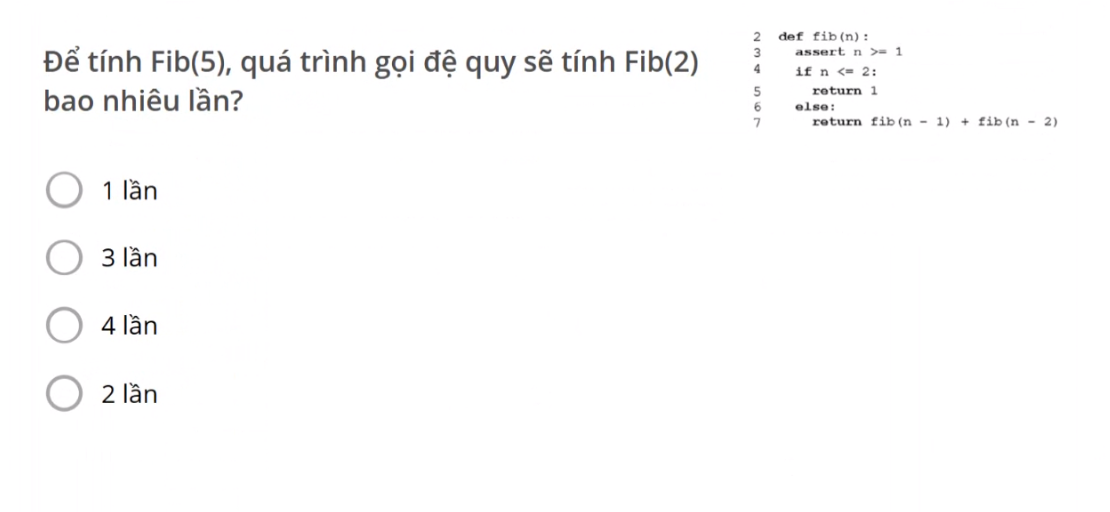 Để tính Fib(5), quá trình gọi đệ quy sẽ tính Fib(2)
bao nhiêu lần?
2 def fib(n):
3 assert n >= 1
4 if n <= 2:
5 return 1
6 else:
7 return fib(n - 1) + fib(n - 2)
1 lần
3 lần
4 lần
2 lần